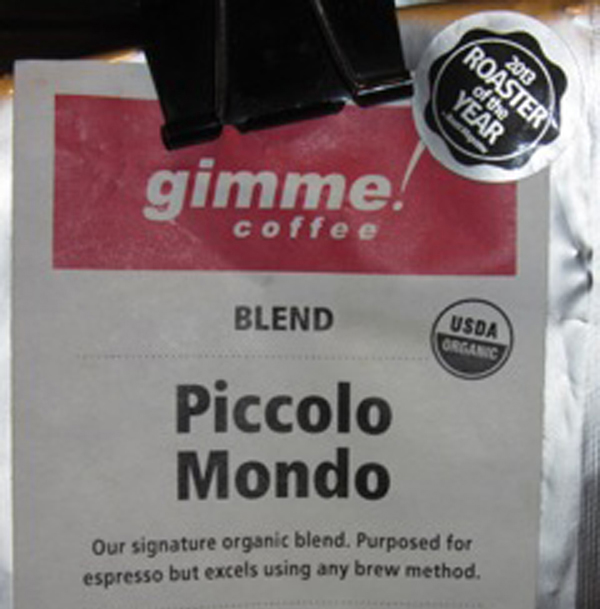 2013
ROASTER
of the
YEAR
gimme!
coffee
BLEND
USDA
ORGANIC
Piccolo
Mondo
Our signature organic blend. Purposed for
espresso but excels using any brew method.